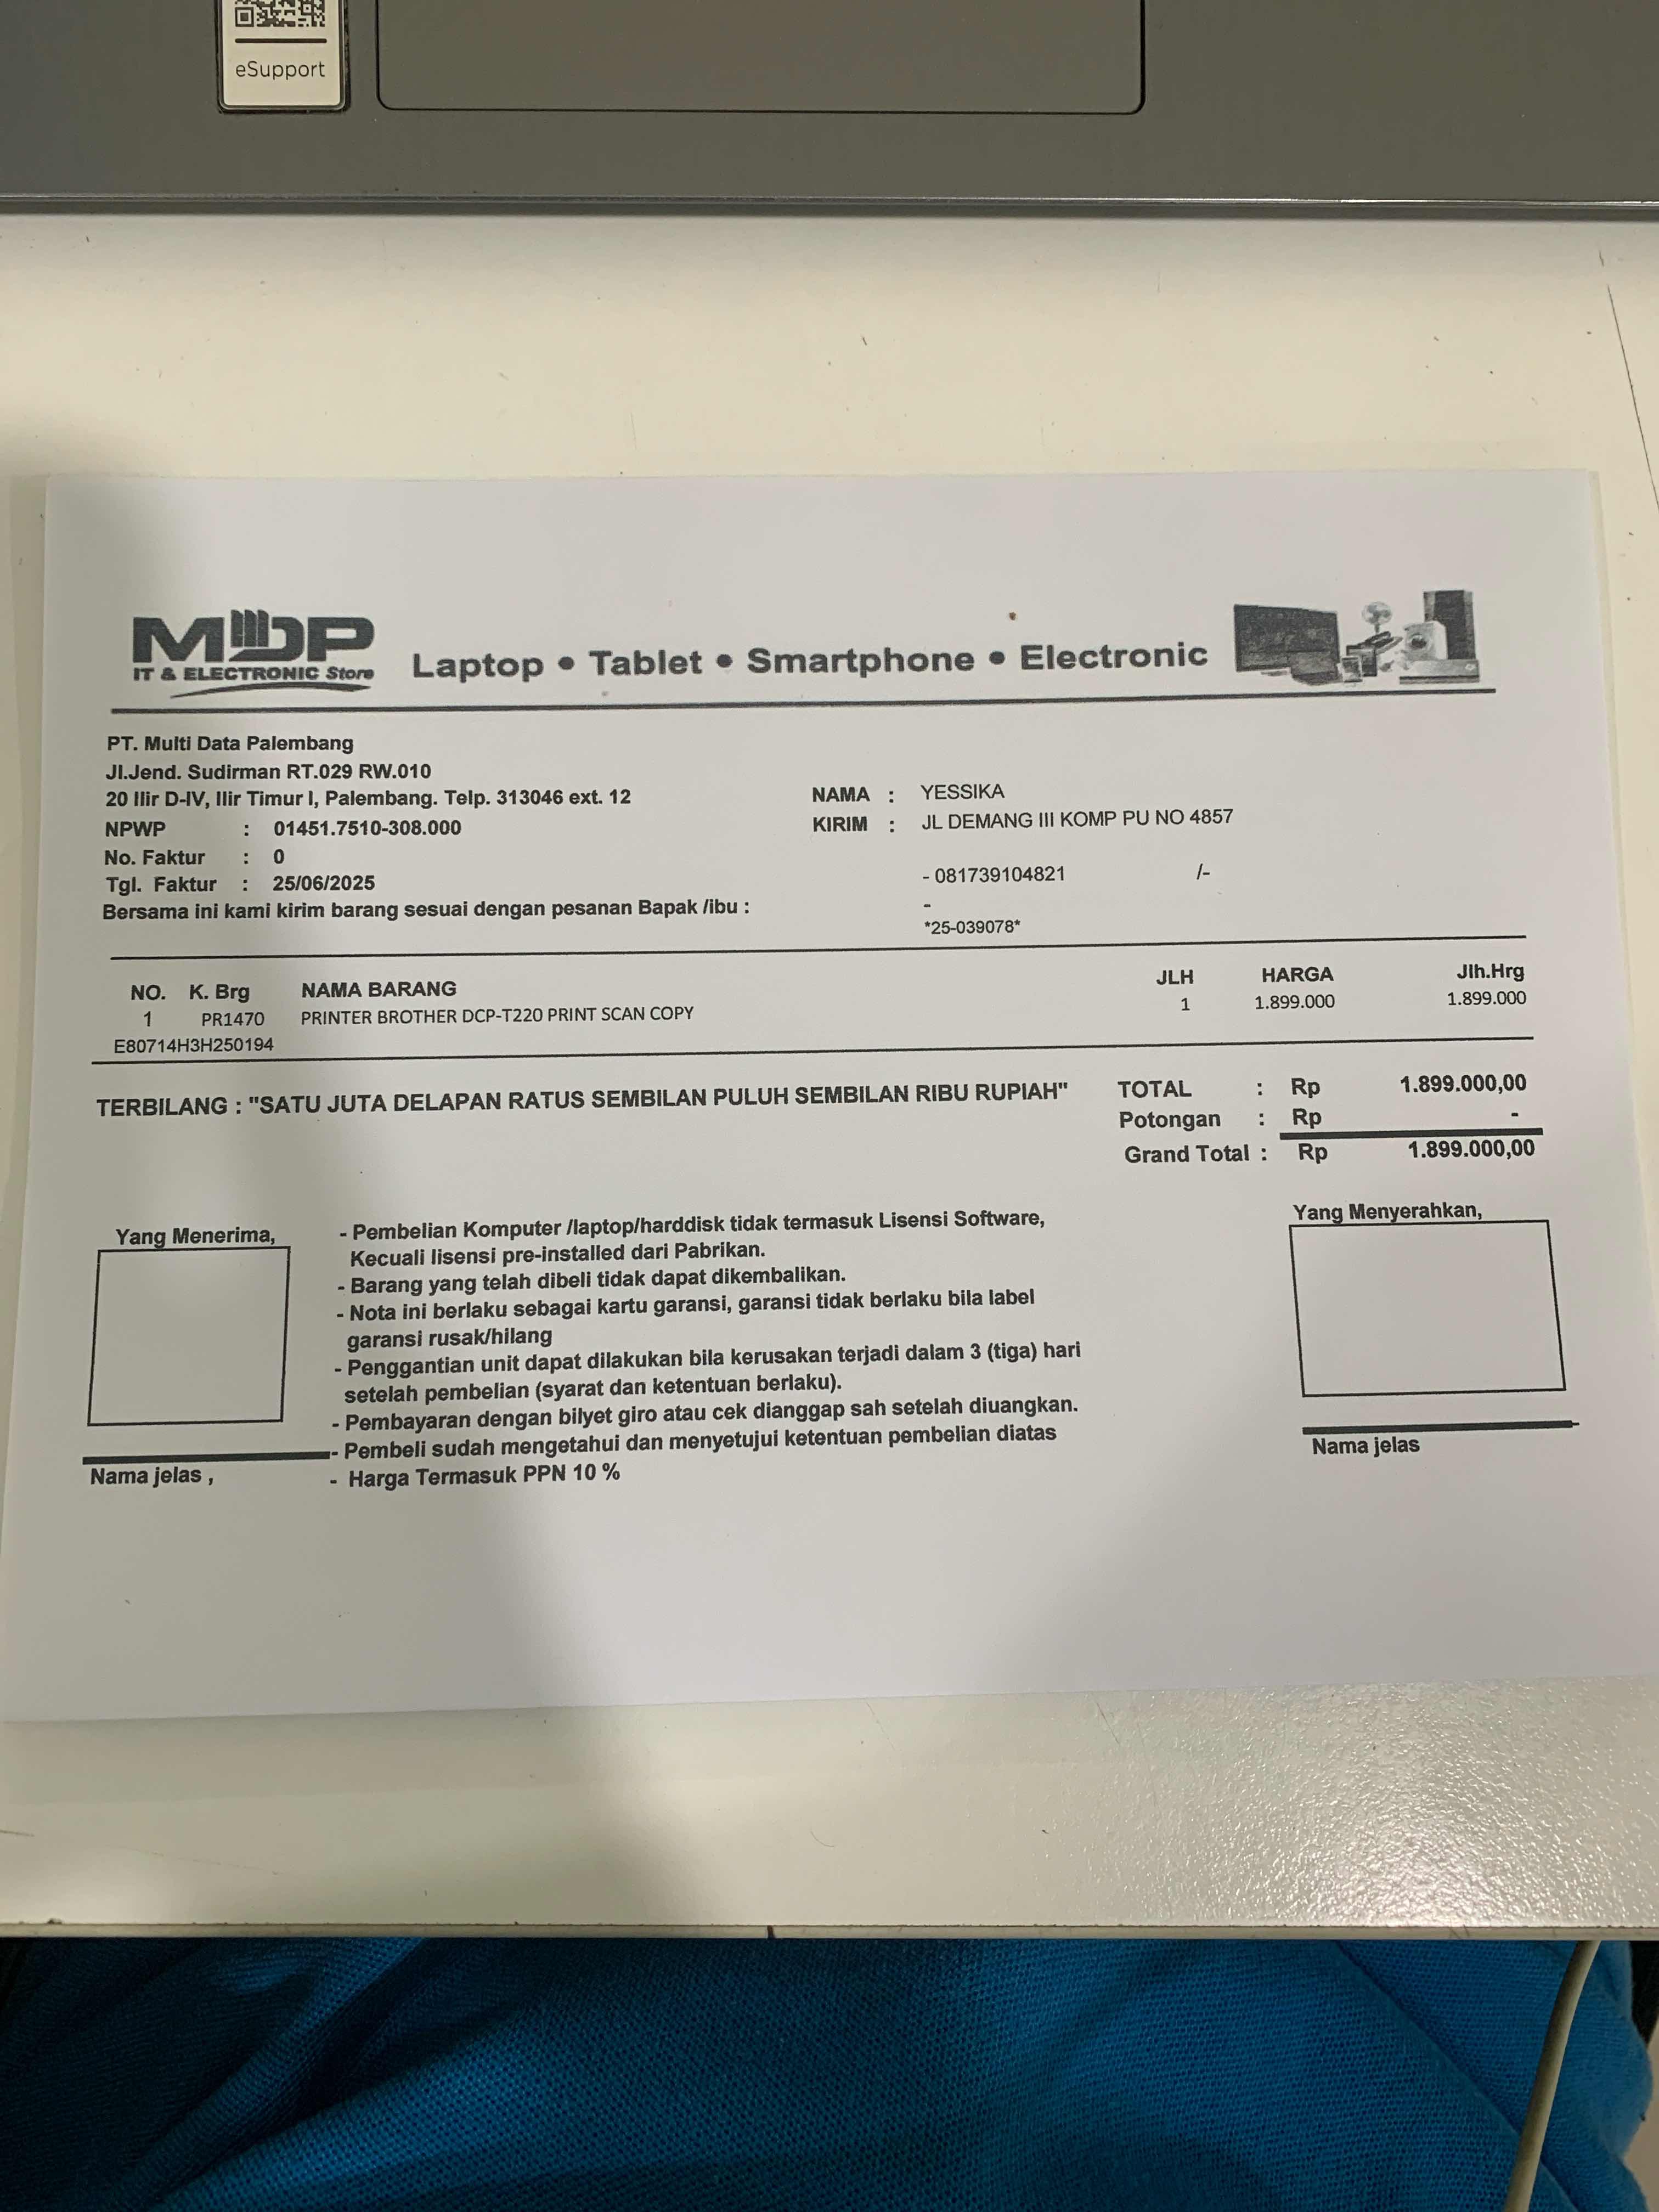 eSupport
MDP
IT & ELECTRONIC Store
Laptop • Tablet • Smartphone • Electronic
PT. Multi Data Palembang
Jl.Jend. Sudirman RT.029 RW.010
20 Ilir D-IV, Ilir Timur I, Palembang. Telp. 313046 ext. 12
NPWP : 01451.7510-308.000
No. Faktur : 0
Tgl. Faktur : 25/06/2025
Bersama ini kami kirim barang sesuai dengan pesanan Bapak /ibu :
NAMA : YESSIKA
KIRIM : JL DEMANG III KOMP PU NO 4857
- 081739104821 /-
-
*25-039078*
NO. K. Brg NAMA BARANG JLH HARGA Jlh.Hrg
1 PR1470 PRINTER BROTHER DCP-T220 PRINT SCAN COPY 1 1.899.000 1.899.000
E80714H3H250194
TERBILANG : "SATU JUTA DELAPAN RATUS SEMBILAN PULUH SEMBILAN RIBU RUPIAH"
TOTAL : Rp 1.899.000,00
Potongan : Rp -
Grand Total : Rp 1.899.000,00
Yang Menerima,
Nama jelas ,
- Pembelian Komputer /laptop/harddisk tidak termasuk Lisensi Software,
Kecuali lisensi pre-installed dari Pabrikan.
- Barang yang telah dibeli tidak dapat dikembalikan.
- Nota ini berlaku sebagai kartu garansi, garansi tidak berlaku bila label
garansi rusak/hilang
- Penggantian unit dapat dilakukan bila kerusakan terjadi dalam 3 (tiga) hari
setelah pembelian (syarat dan ketentuan berlaku).
- Pembayaran dengan bilyet giro atau cek dianggap sah setelah diuangkan.
- Pembeli sudah mengetahui dan menyetujui ketentuan pembelian diatas
- Harga Termasuk PPN 10 %
Yang Menyerahkan,
Nama jelas